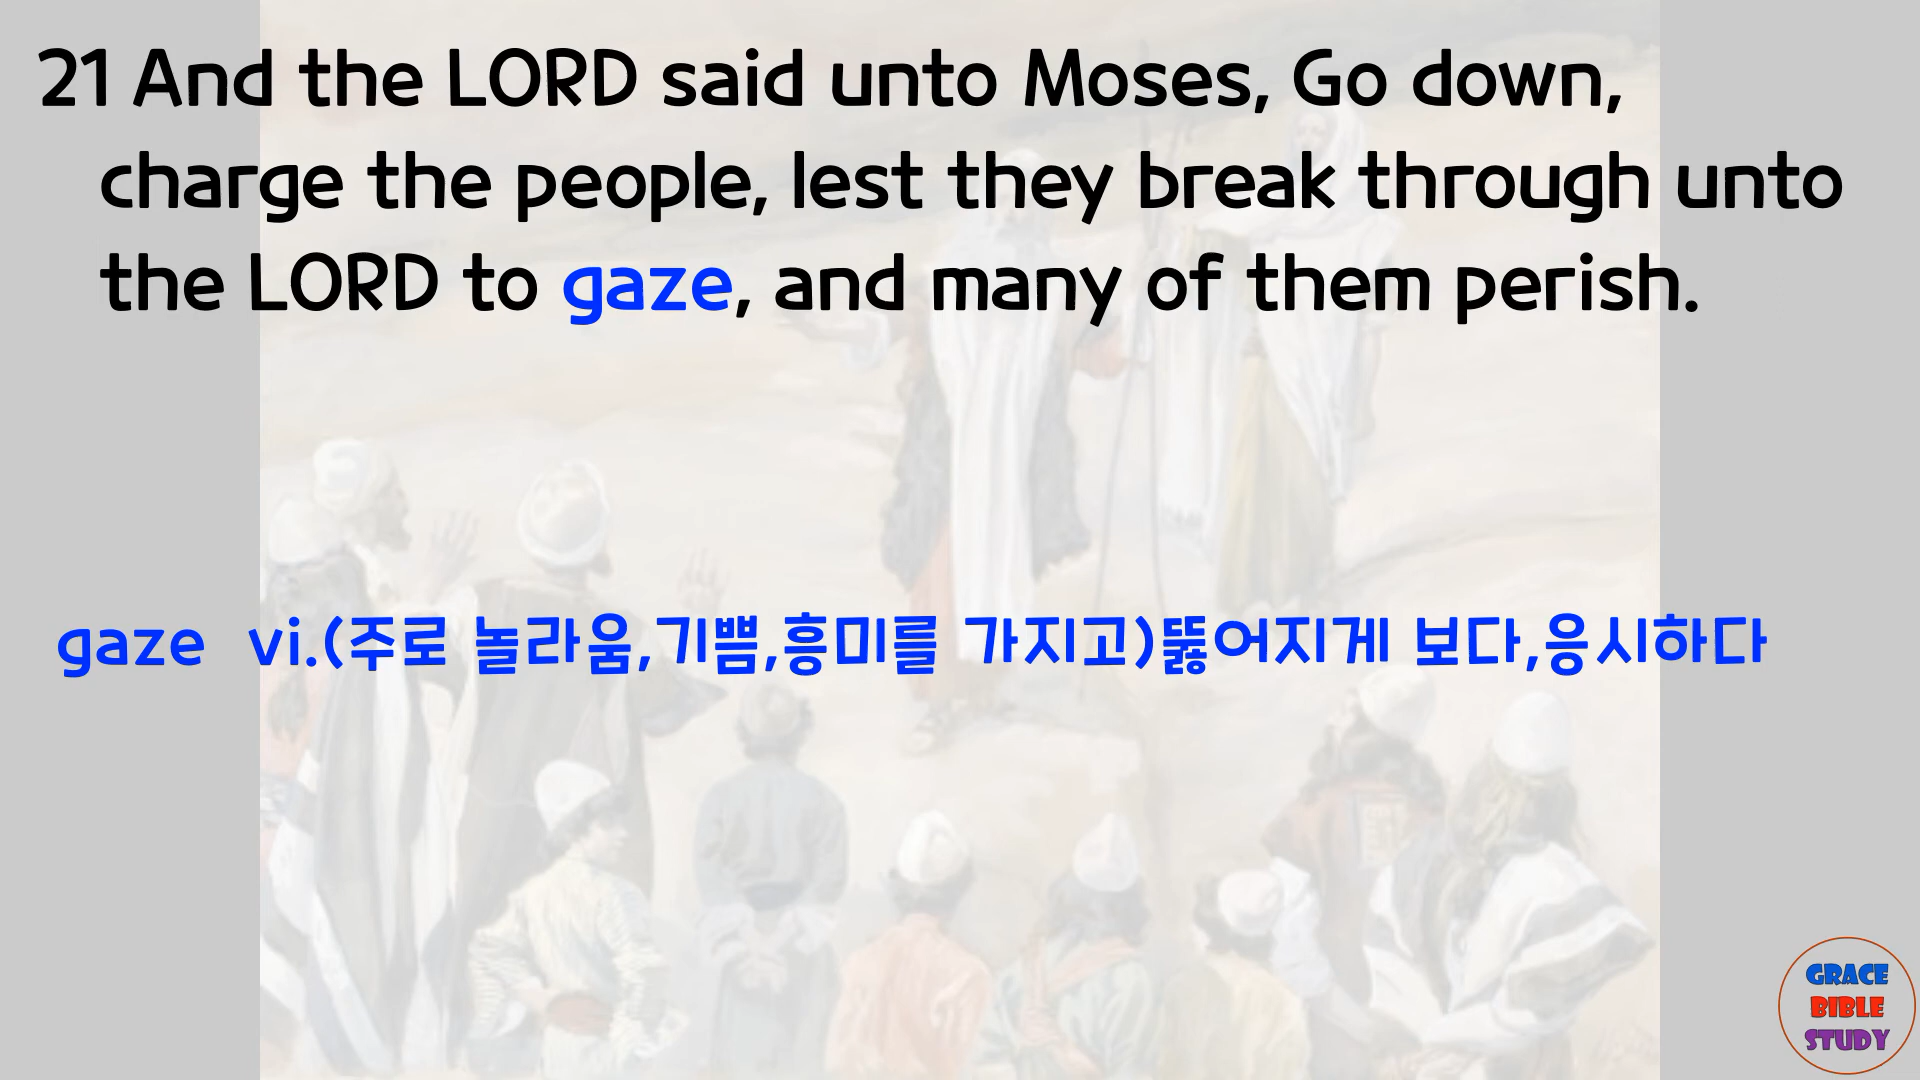 21 And the LORD said unto Moses, Go down,
charge the people, lest they break through unto
the LORD to gaze, and many of them perish.
gaze vi.(주로 놀라움,기쁨,흥미를 가지고)뚫어지게 보다,응시하다
GRACE
BIBLE
STUDY